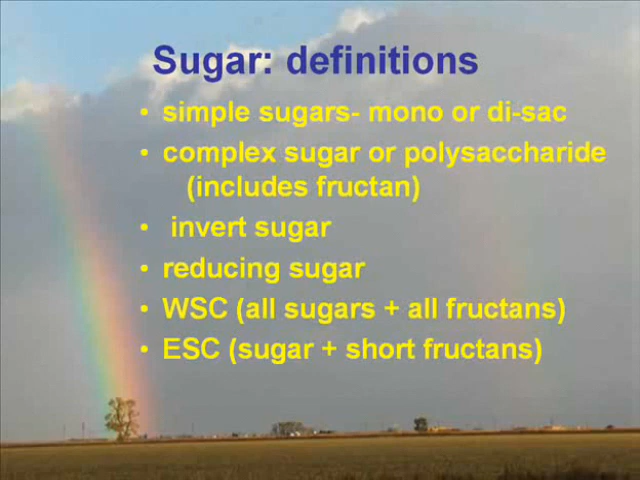 Sugar: definitions
• simple sugars- mono or di-sac
• complex sugar or polysaccharide
(includes fructan)
• invert sugar
• reducing sugar
• WSC (all sugars + all fructans)
• ESC (sugar + short fructans)